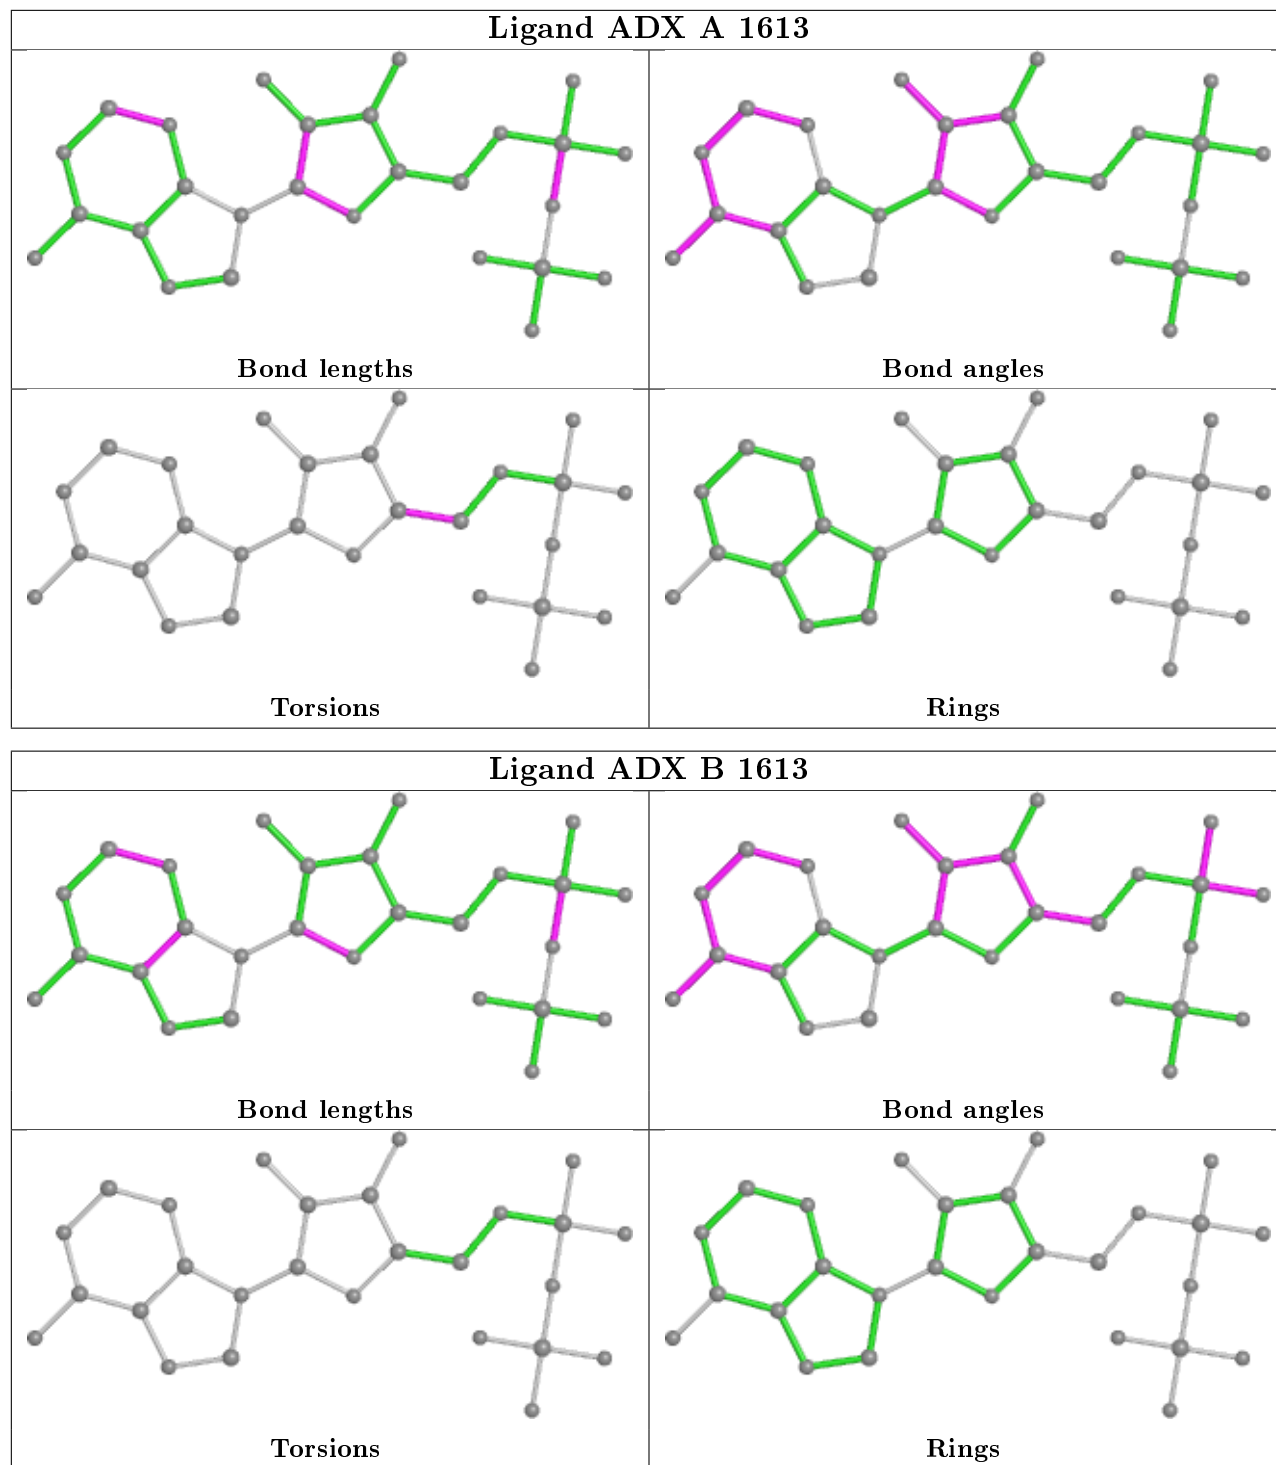 Ligand ADX A 1613
Bond lengths
Bond angles
Torsions
Rings
Ligand ADX B 1613
Bond lengths
Bond angles
Torsions
Rings